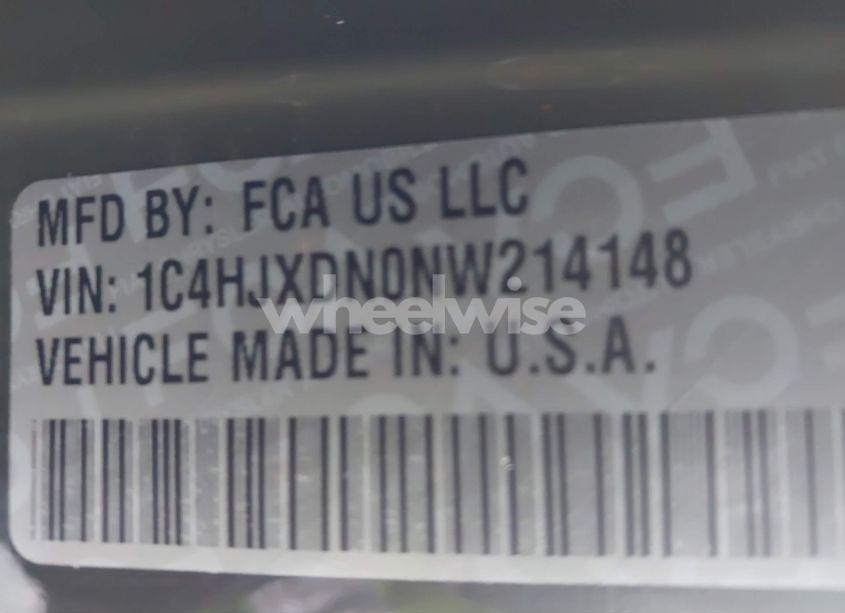 MFD BY: FCA US LLC
VIN: 1C4HJXDN0NW214148
wheelwise
VEHICLE MADE IN: U.S.A.